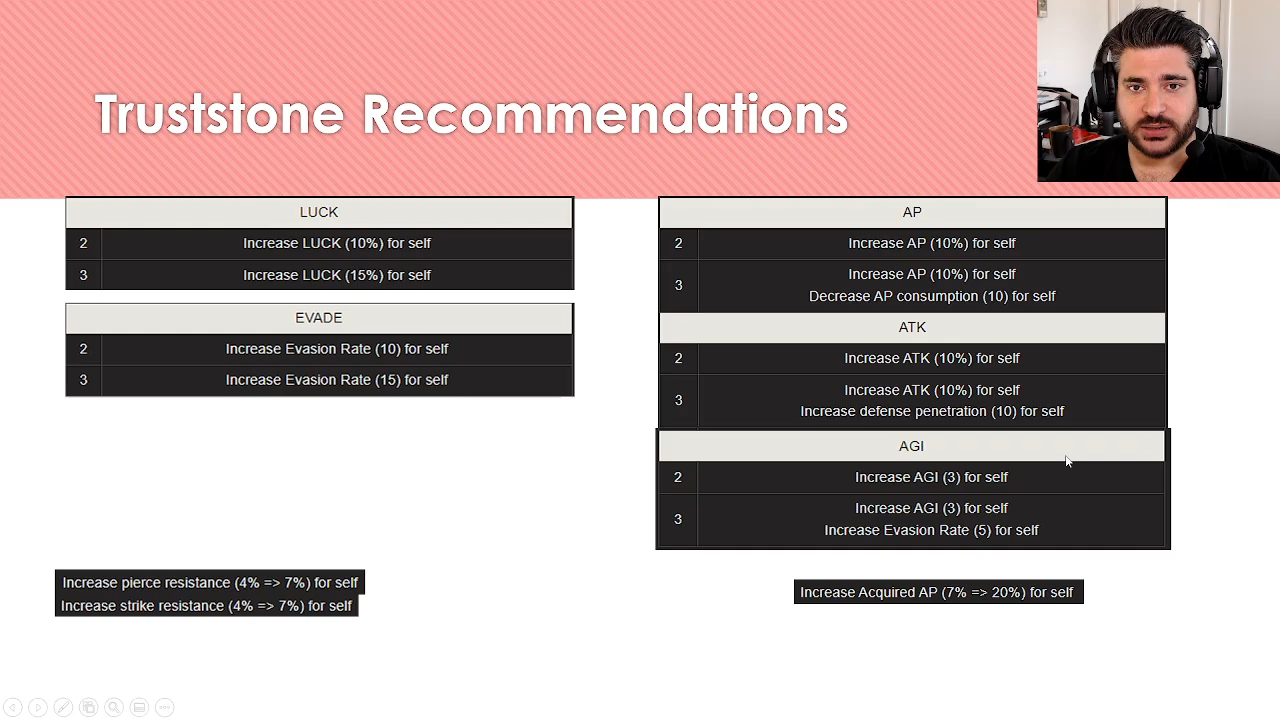 Truststone Recommendations
LUCK
2 Increase LUCK (10%) for self
3 Increase LUCK (15%) for self
EVADE
2 Increase Evasion Rate (10) for self
3 Increase Evasion Rate (15) for self
Increase pierce resistance (4% => 7%) for self
Increase strike resistance (4% => 7%) for self
AP
2 Increase AP (10%) for self
3 Increase AP (10%) for self
Decrease AP consumption (10) for self
ATK
2 Increase ATK (10%) for self
3 Increase ATK (10%) for self
Increase defense penetration (10) for self
AGI
2 Increase AGI (3) for self
3 Increase AGI (3) for self
Increase Evasion Rate (5) for self
Increase Acquired AP (7% => 20%) for self